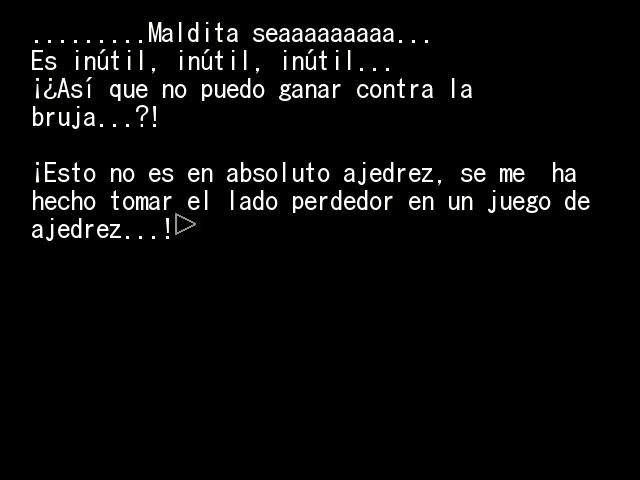 .........Maldita seaaaaaaaaa...
Es inútil, inútil, inútil...
¡¿Así que no puedo ganar contra la
bruja...?!
¡Esto no es en absoluto ajedrez, se me  ha
hecho tomar el lado perdedor en un juego de
ajedrez...!